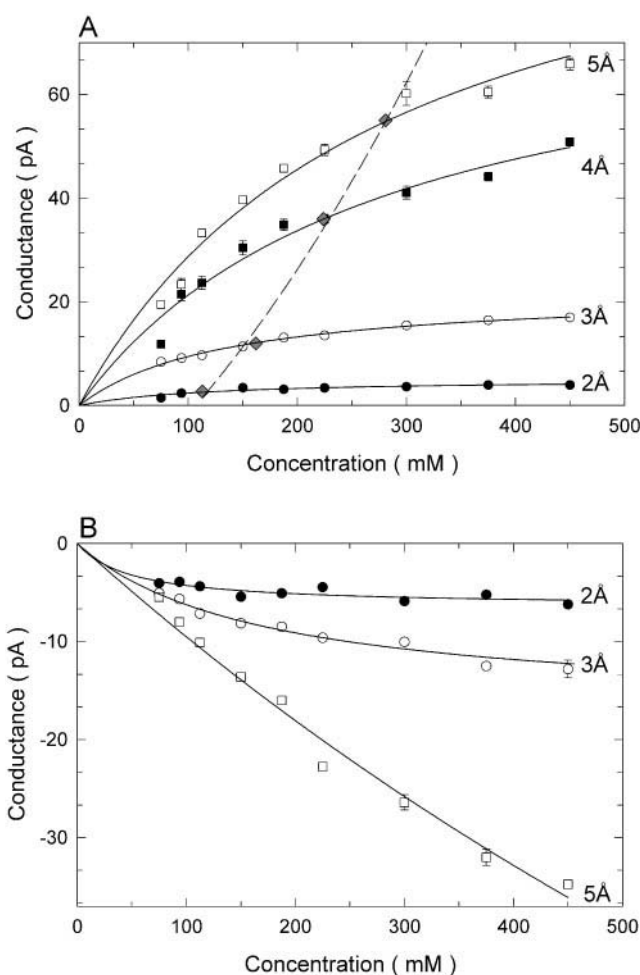 A
Conductance ( pA )
60
40
20
0
5Å
4Å
3Å
2Å
0 100 200 300 400 500
Concentration ( mM )
B
Conductance ( pA )
0
-10
-20
-30
2Å
3Å
5Å
0 100 200 300 400 500
Concentration ( mM )